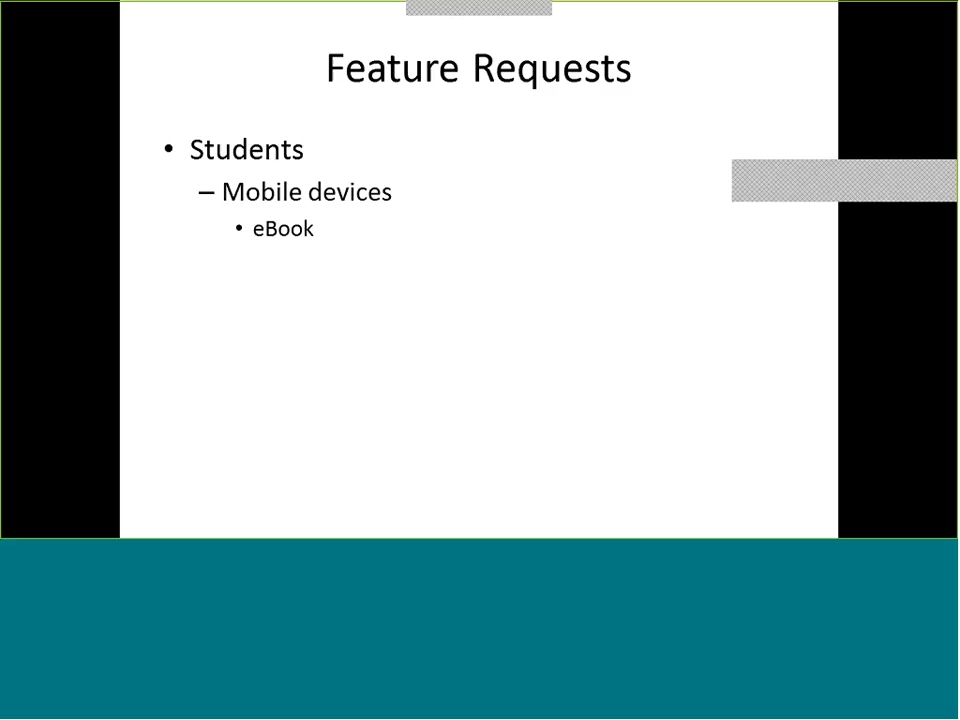 Feature Requests
• Students
– Mobile devices
• eBook